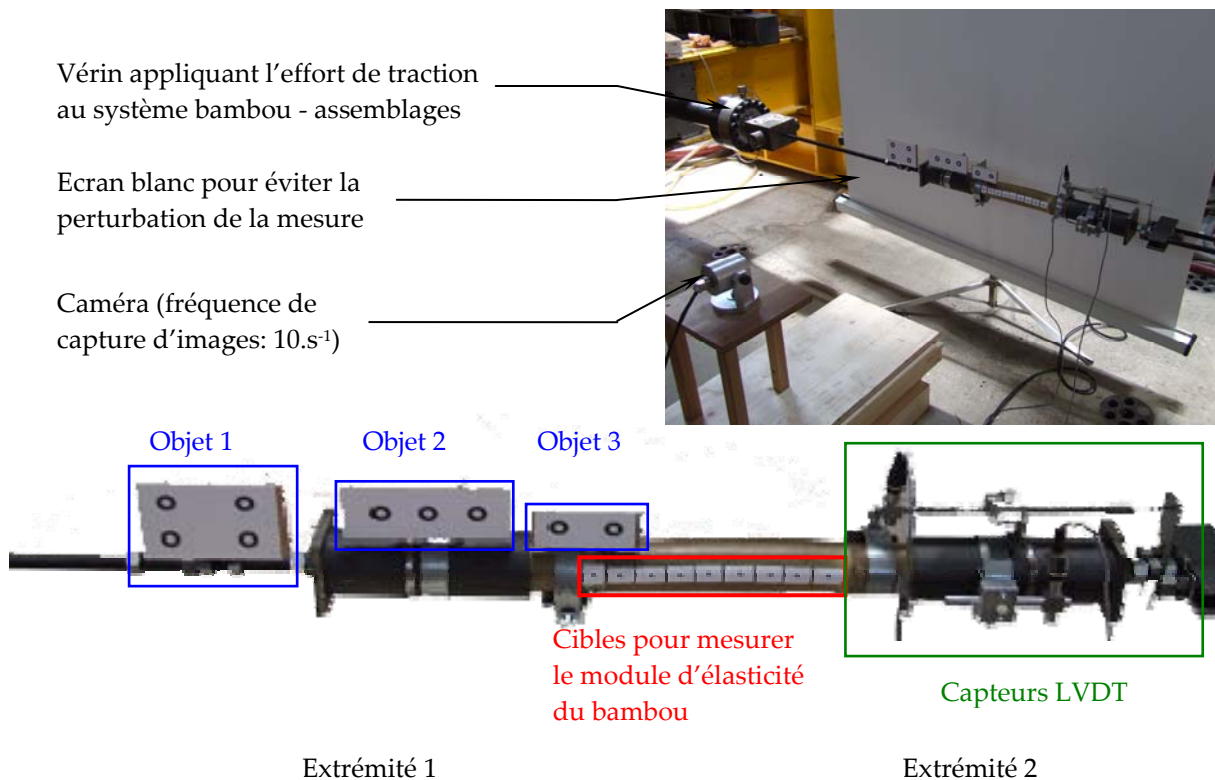 Vérin appliquant l'effort de traction
au système bambou - assemblages
Ecran blanc pour éviter la
perturbation de la mesure
Caméra (fréquence de
capture d'images: 10.s⁻¹)
Objet 1
Objet 2
Objet 3
Cibles pour mesurer
le module d'élasticité
du bambou
Capteurs LVDT
Extrémité 1
Extrémité 2